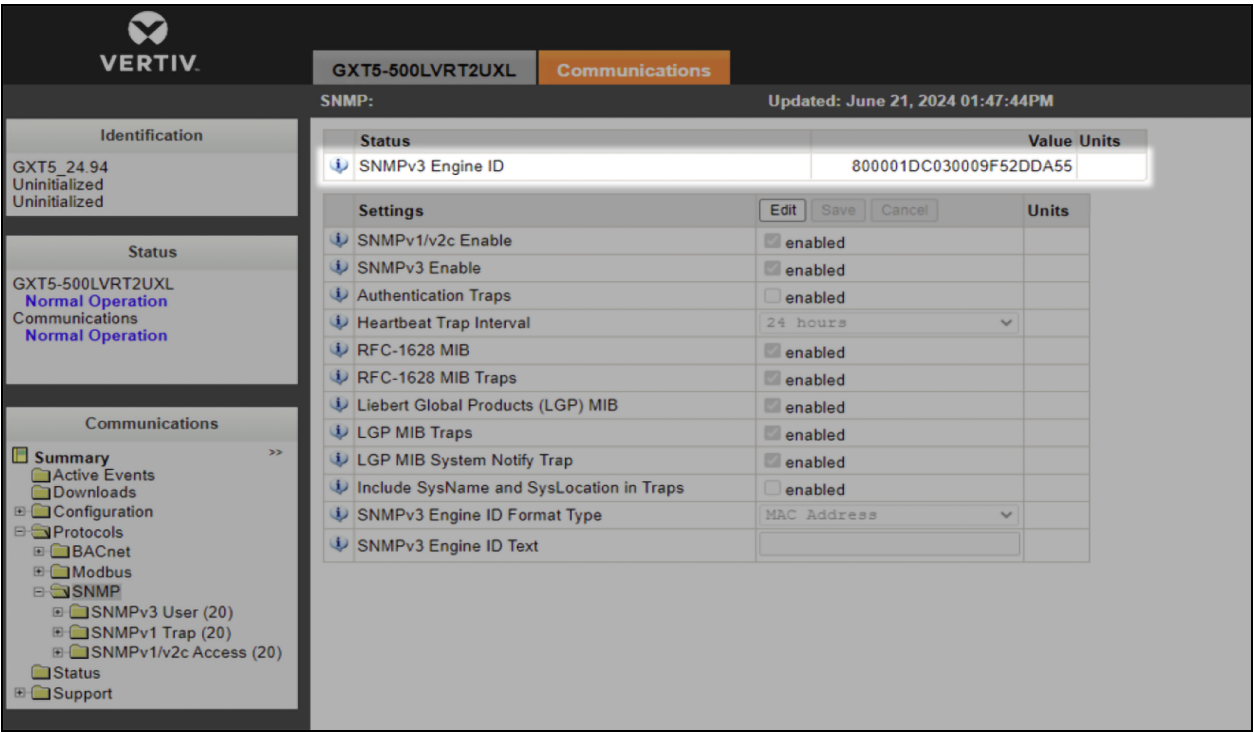 VERTIV.
GXT5-500LVRT2UXL Communications
SNMP: Updated: June 21, 2024 01:47:44PM
Identification
GXT5_24.94
Uninitialized
Uninitialized
Status
GXT5-500LVRT2UXL
Normal Operation
Communications
Normal Operation
Communications
Summary >>
Active Events
Downloads
Configuration
Protocols
BACnet
Modbus
SNMP
SNMPv3 User (20)
SNMPv1 Trap (20)
SNMPv1/v2c Access (20)
Status
Support
Status Value Units
SNMPv3 Engine ID 800001DC030009F52DDA55
Settings Edit Save Cancel Units
SNMPv1/v2c Enable enabled
SNMPv3 Enable enabled
Authentication Traps enabled
Heartbeat Trap Interval 24 hours
RFC-1628 MIB enabled
RFC-1628 MIB Traps enabled
Liebert Global Products (LGP) MIB enabled
LGP MIB Traps enabled
LGP MIB System Notify Trap enabled
Include SysName and SysLocation in Traps enabled
SNMPv3 Engine ID Format Type MAC Address
SNMPv3 Engine ID Text